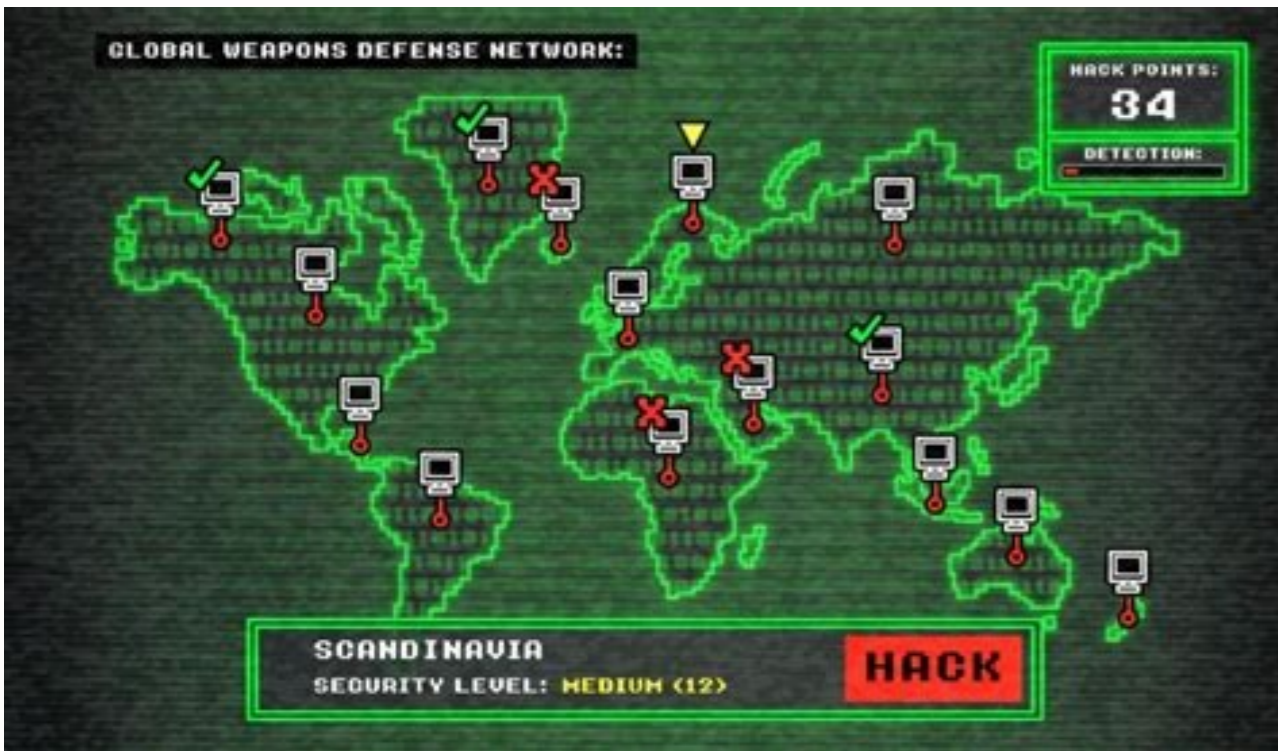 GLOBAL WEAPONS DEFENSE NETWORK:
HACK POINTS:
34
DETECTION:
SCANDINAVIA
SECURITY LEVEL: MEDIUM (12)
HACK